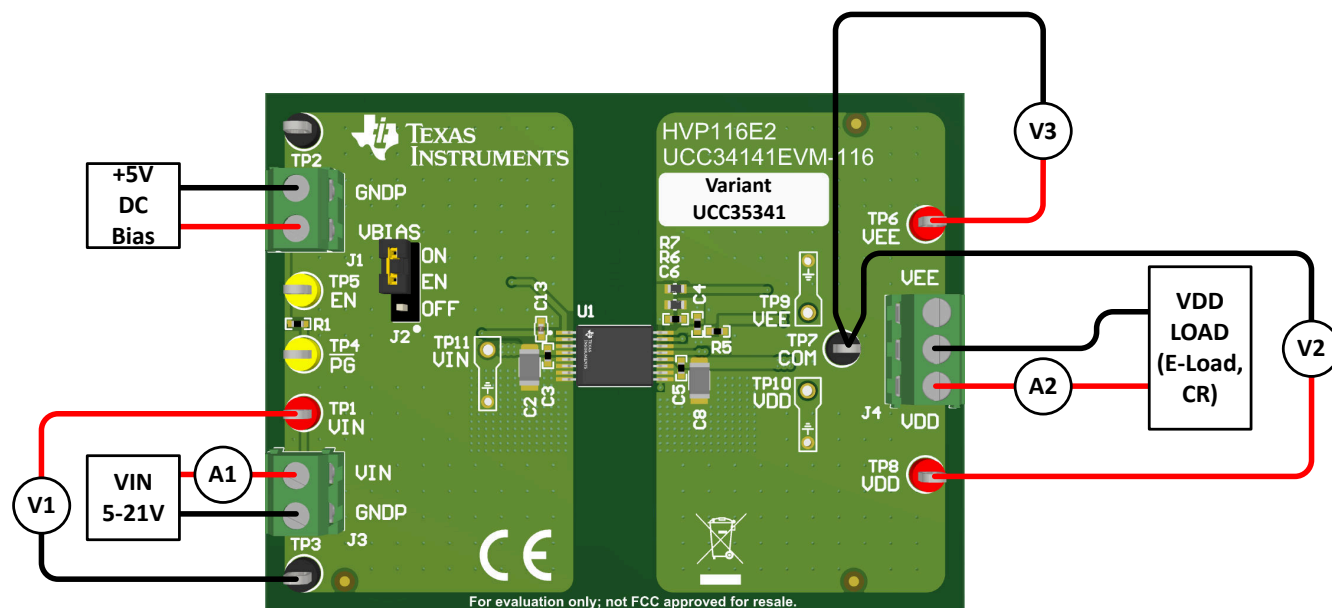 V3
TEXAS
INSTRUMENTS
HVP116E2
UCC34141EVM-116
Variant
UCC35341
TP2
+5V
DC
Bias
GNDP
J1
VBIAS
ON
EN
OFF
J2
TP5
EN
R1
TP4
PG
TP1
VIN
TP11
VIN
C13
C2
C3
U1
TEXAS
INSTRUMENTS
R7
R6
C6
C4
R5
C5
C8
TP9
VEE
TP7
COM
TP10
VDD
TP6
VEE
VEE
J4
VDD
TP8
VDD
A2
VDD
LOAD
(E-Load,
CR)
V2
V1
VIN
5-21V
A1
VIN
GNDP
J3
TP3
CE
For evaluation only; not FCC approved for resale.